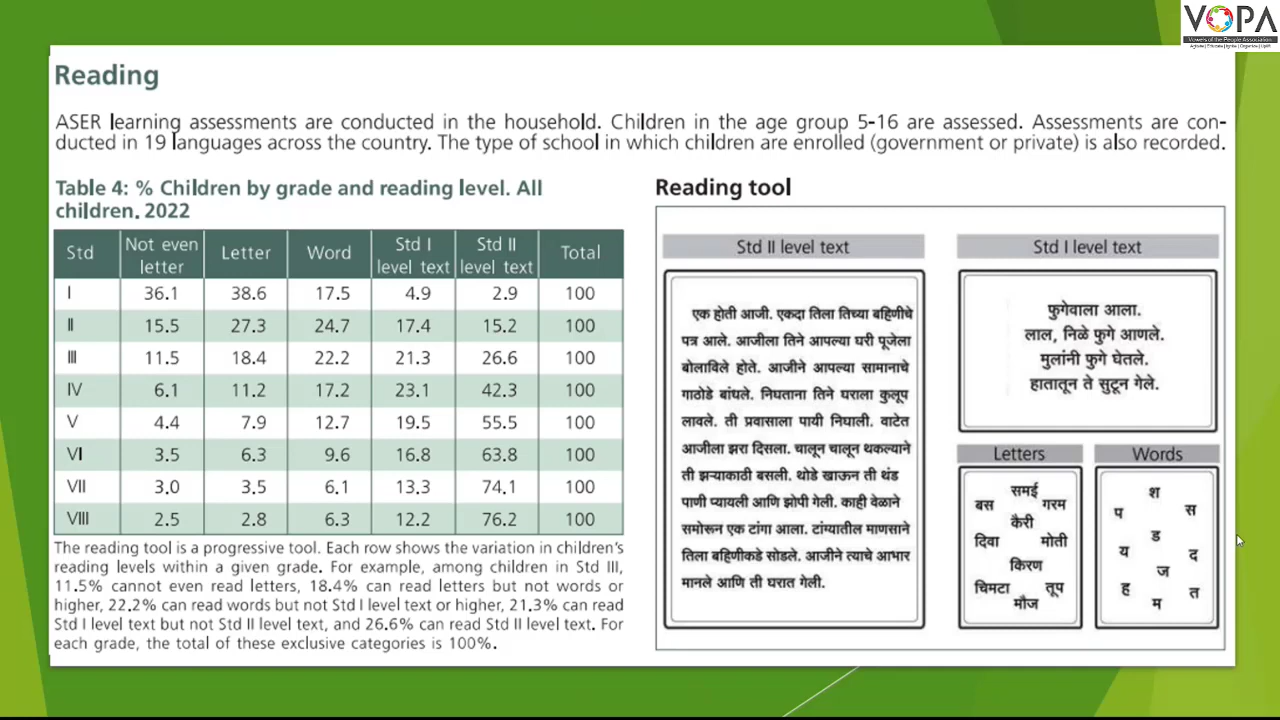 VOPA
Vowels of the People Association
Reading
ASER learning assessments are conducted in the household. Children in the age group 5-16 are assessed. Assessments are con-
ducted in 19 languages across the country. The type of school in which children are enrolled (government or private) is also recorded.
Table 4: % Children by grade and reading level. All
children. 2022
Std | Not even letter | Letter | Word | Std I level text | Std II level text | Total
I | 36.1 | 38.6 | 17.5 | 4.9 | 2.9 | 100
II | 15.5 | 27.3 | 24.7 | 17.4 | 15.2 | 100
III | 11.5 | 18.4 | 22.2 | 21.3 | 26.6 | 100
IV | 6.1 | 11.2 | 17.2 | 23.1 | 42.3 | 100
V | 4.4 | 7.9 | 12.7 | 19.5 | 55.5 | 100
VI | 3.5 | 6.3 | 9.6 | 16.8 | 63.8 | 100
VII | 3.0 | 3.5 | 6.1 | 13.3 | 74.1 | 100
VIII | 2.5 | 2.8 | 6.3 | 12.2 | 76.2 | 100
The reading tool is a progressive tool. Each row shows the variation in children's
reading levels within a given grade. For example, among children in Std III,
11.5% cannot even read letters, 18.4% can read letters but not words or
higher, 22.2% can read words but not Std I level text or higher, 21.3% can read
Std I level text but not Std II level text, and 26.6% can read Std II level text. For
each grade, the total of these exclusive categories is 100%.
Reading tool
Std II level text
एक होती आजी. एकदा तिला तिच्या बहिणीचे
पत्र आले. आजीला तिने आपल्या घरी पूजेला
बोलाविले होते. आजीने आपल्या सामानाचे
गाठोडे बांधले. निघताना तिने घराला कुलूप
लावले. ती प्रवासाला पायी निघाली. वाटेत
आजीला झरा दिसला. चालून चालून थकल्याने
ती झऱ्याकाठी बसली. थोडे खाऊन ती थंड
पाणी प्यायली आणि झोपी गेली. काही वेळाने
समोरून एक टांगा आला. टांग्यातील माणसाने
तिला बहिणीकडे सोडले. आजीने त्याचे आभार
मानले आणि ती घरात गेली.
Std I level text
फुगेवाला आला.
लाल, निळे फुगे आणले.
मुलांनी फुगे घेतले.
हातातून ते सुटून गेले.
Letters
समई
बस गरम
कैरी
दिवा मोती
किरण
चिमटा तूप
मौज
Words
श
प स
ड
य द
ज
ह त
म